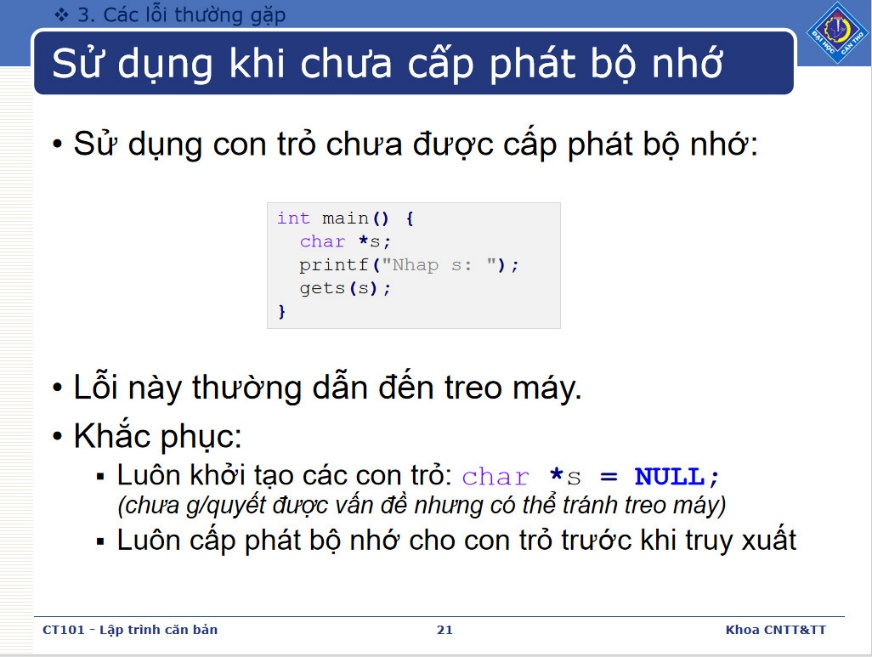 ❖ 3. Các lỗi thường gặp
Sử dụng khi chưa cấp phát bộ nhớ
ĐẠI HỌC CẦN THƠ
• Sử dụng con trỏ chưa được cấp phát bộ nhớ:
int main() {
  char *s;
  printf("Nhap s: ");
  gets(s);
}
• Lỗi này thường dẫn đến treo máy.
• Khắc phục:
▪ Luôn khởi tạo các con trỏ: char *s = NULL;
(chưa g/quyết được vấn đề nhưng có thể tránh treo máy)
▪ Luôn cấp phát bộ nhớ cho con trỏ trước khi truy xuất
CT101 - Lập trình căn bản 21 Khoa CNTT&TT